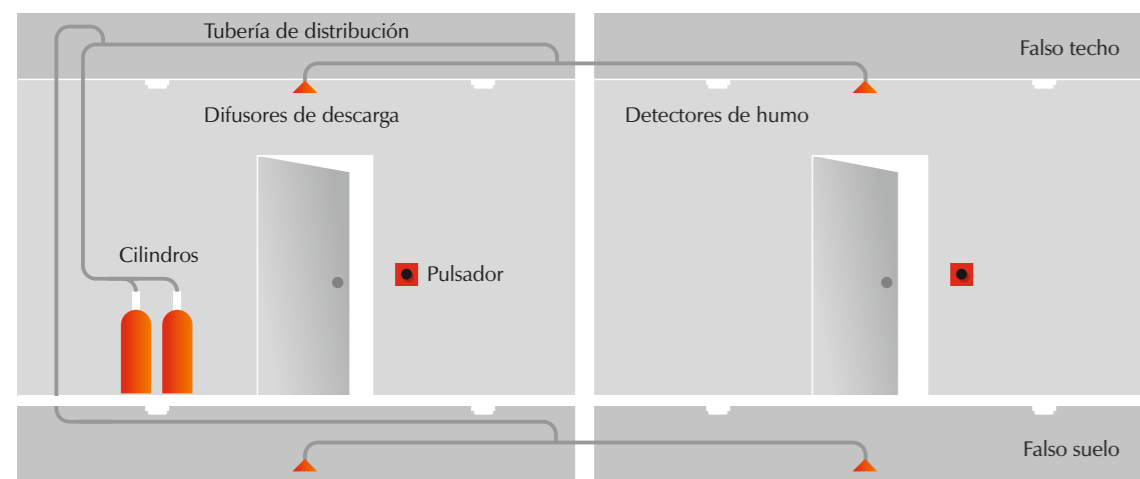 Tubería de distribución
Falso techo
Difusores de descarga
Detectores de humo
Cilindros
Pulsador
Falso suelo